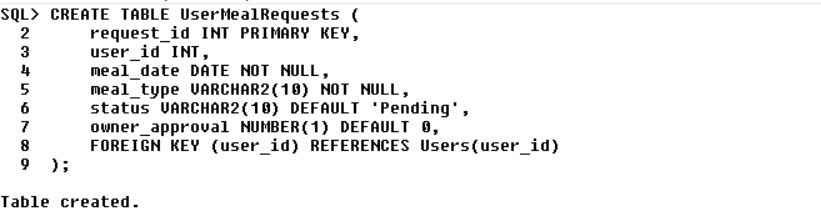 SQL> CREATE TABLE UserMealRequests (
  2      request_id INT PRIMARY KEY,
  3      user_id INT,
  4      meal_date DATE NOT NULL,
  5      meal_type VARCHAR2(10) NOT NULL,
  6      status VARCHAR2(10) DEFAULT 'Pending',
  7      owner_approval NUMBER(1) DEFAULT 0,
  8      FOREIGN KEY (user_id) REFERENCES Users(user_id)
  9  );
Table created.